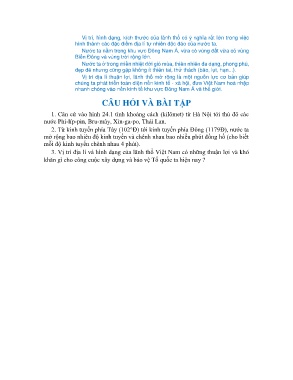 Vị trí, hình dạng, kích thước của lãnh thổ có ý nghĩa rất lớn trong việc
hình thành các đặc điểm địa lí tự nhiên độc đáo của nước ta.
Nước ta nằm trong khu vực Đông Nam Á, vừa có vùng đất vừa có vùng
Biển Đông và vùng trời rộng lớn.
Nước ta ở trong miền nhiệt đới gió mùa, thiên nhiên đa dạng, phong phú,
đẹp đẽ nhưng cũng gặp không ít thiên tai, thử thách (bão, lụt, hạn...).
Vị trí địa lí thuận lợi, lãnh thổ mở rộng là một nguồn lực cơ bản giúp
chúng ta phát triển toàn diện nền kinh tế - xã hội, đưa Việt Nam hoà nhập
nhanh chóng vào nền kinh tế khu vực Đông Nam Á và thế giới.
CÂU HỎI VÀ BÀI TẬP
1. Căn cứ vào hình 24.1 tính khoảng cách (kilômet) từ Hà Nội tới thủ đô các
nước Phi-líp-pin, Bru-nây, Xin-ga-po, Thái Lan.
2. Từ kinh tuyến phía Tây (102°Đ) tới kinh tuyến phía Đông (117°Đ), nước ta
mở rộng bao nhiêu độ kinh tuyến và chênh nhau bao nhiêu phút đồng hồ (cho biết
mỗi độ kinh tuyến chênh nhau 4 phút).
3. Vị trí địa lí và hình dạng của lãnh thổ Việt Nam có những thuận lợi và khó
khăn gì cho công cuộc xây dựng và bảo vệ Tổ quốc ta hiện nay ?